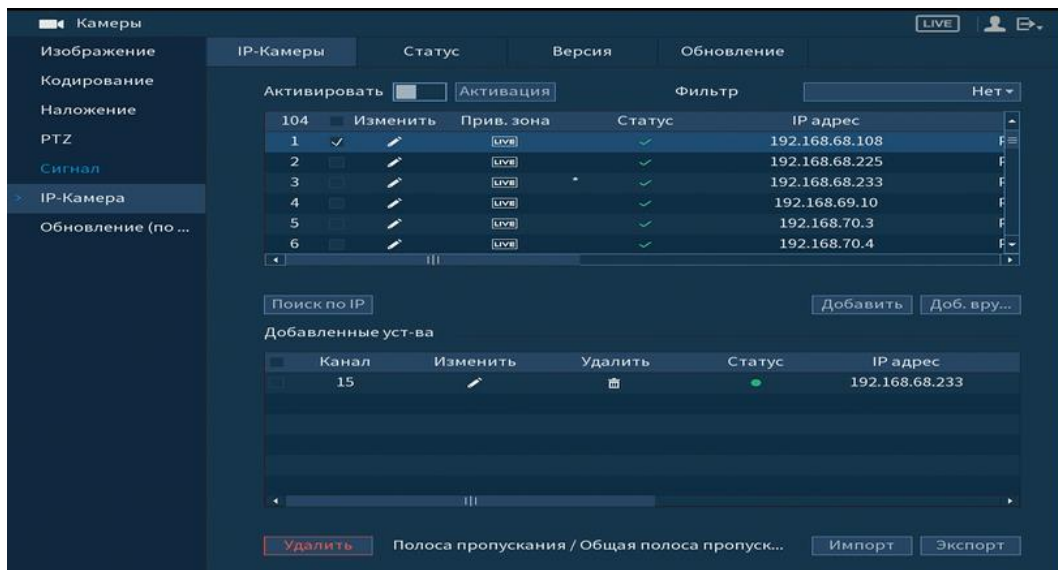 Камеры LIVE
Изображение
Кодирование
Наложение
PTZ
Сигнал
IP-Камера
Обновление (по ...
IP-Камеры Статус Версия Обновление
Активировать Активация Фильтр Нет
104 Изменить Прив. зона Статус IP адрес
1 LIVE 192.168.68.108
2 LIVE 192.168.68.225
3 LIVE 192.168.68.233
4 LIVE 192.168.69.10
5 LIVE 192.168.70.3
6 LIVE 192.168.70.4
Поиск по IP Добавить Доб. вру...
Добавленные уст-ва
Канал Изменить Удалить Статус IP адрес
15 192.168.68.233
Удалить Полоса пропускания / Общая полоса пропуск... Импорт Экспорт